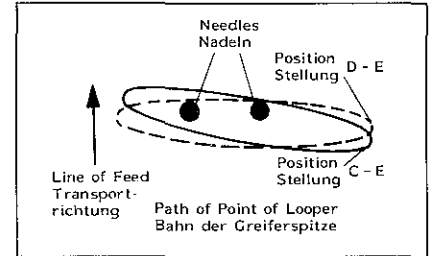 Needles
Nadeln
Position
Stellung D - E
Position
Stellung C - E
Line of Feed
Transport-
richtung
Path of Point of Looper
Bahn der Greiferspitze